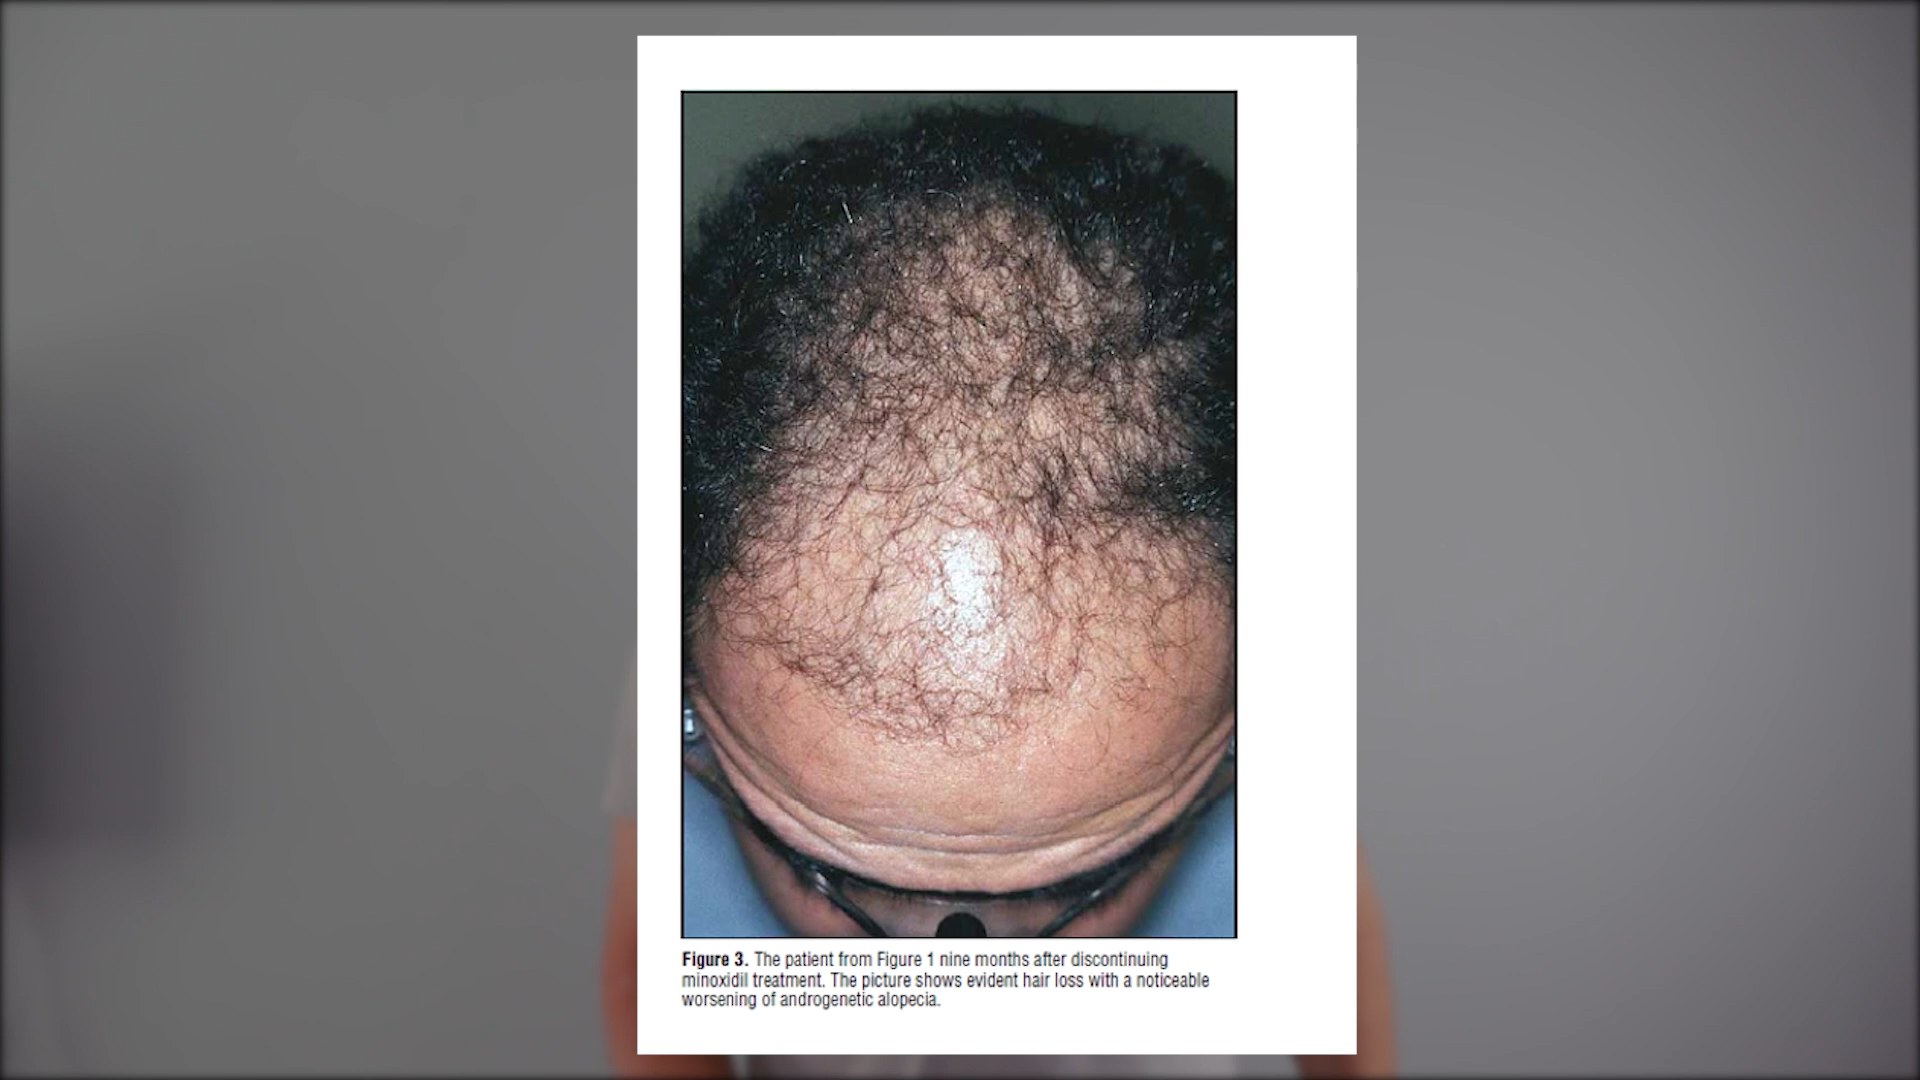 Figure 3. The patient from Figure 1 nine months after discontinuing
minoxidil treatment. The picture shows evident hair loss with a noticeable
worsening of androgenetic alopecia.